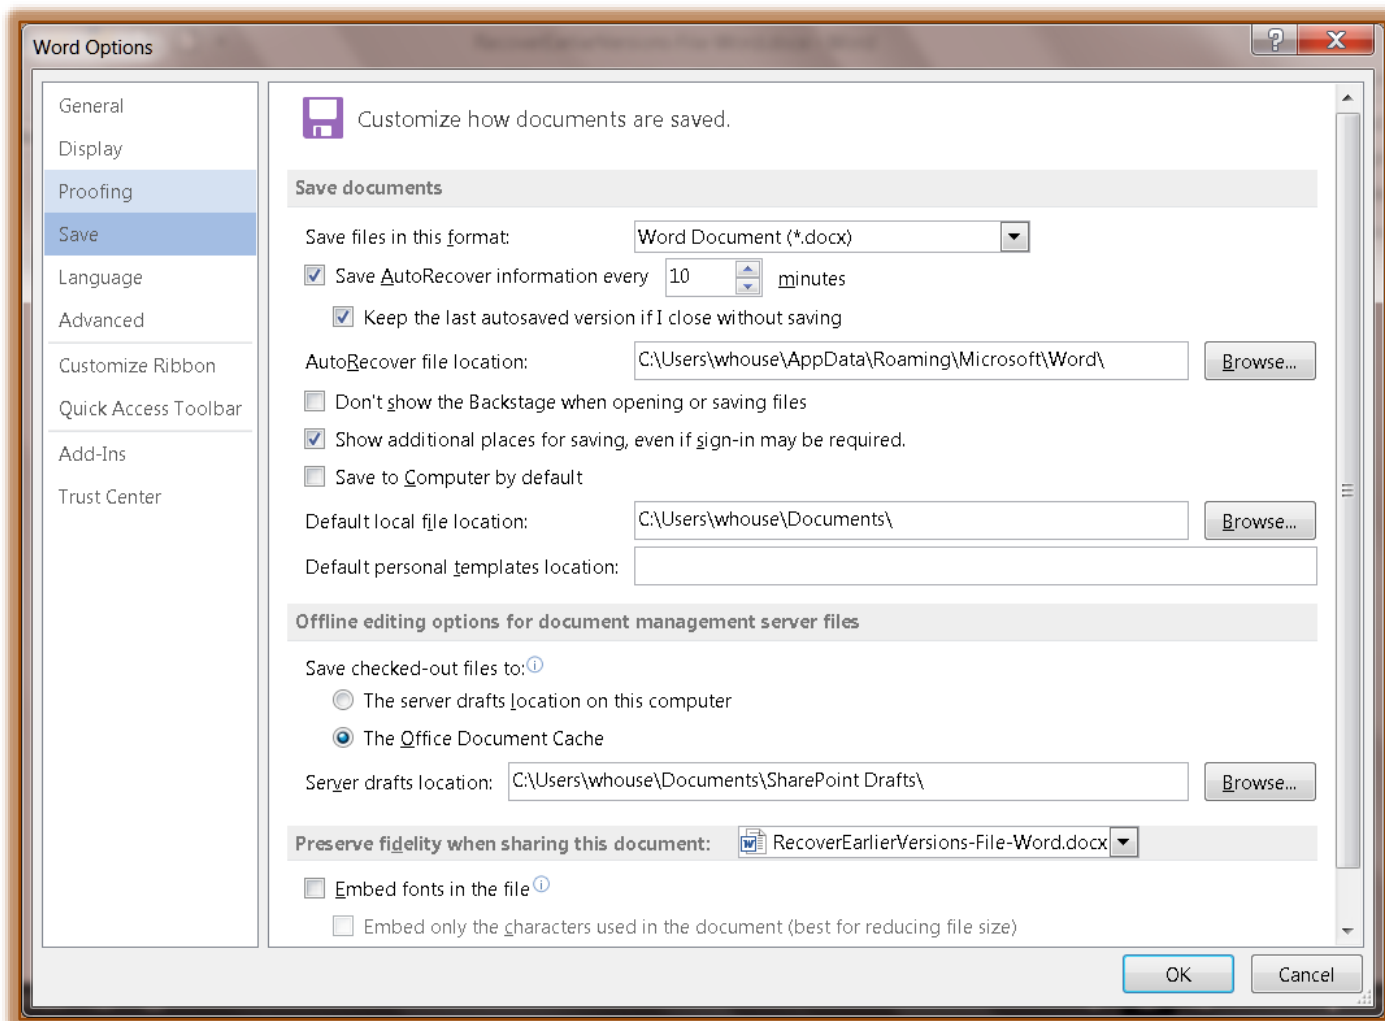 Word Options
General
Display
Proofing
Save
Language
Advanced
Customize Ribbon
Quick Access Toolbar
Add-Ins
Trust Center
Customize how documents are saved.
Save documents
Save files in this format: Word Document (*.docx)
Save AutoRecover information every 10 minutes
Keep the last autosaved version if I close without saving
AutoRecover file location: C:\Users\whouse\AppData\Roaming\Microsoft\Word\ Browse...
Don't show the Backstage when opening or saving files
Show additional places for saving, even if sign-in may be required.
Save to Computer by default
Default local file location: C:\Users\whouse\Documents\ Browse...
Default personal templates location:
Offline editing options for document management server files
Save checked-out files to:
The server drafts location on this computer
The Office Document Cache
Server drafts location: C:\Users\whouse\Documents\SharePoint Drafts\ Browse...
Preserve fidelity when sharing this document: RecoverEarlierVersions-File-Word.docx
Embed fonts in the file
Embed only the characters used in the document (best for reducing file size)
OK Cancel